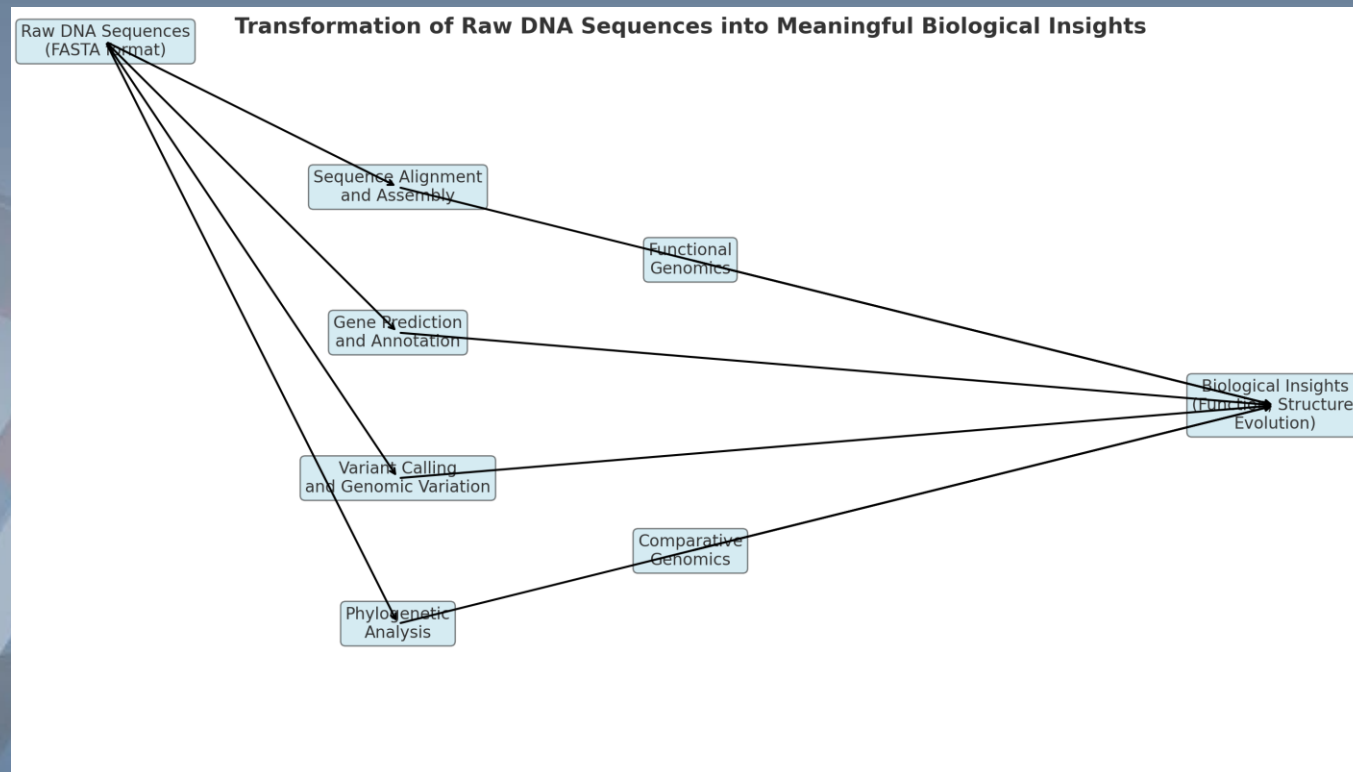 Transformation of Raw DNA Sequences into Meaningful Biological Insights
Raw DNA Sequences
(FASTA format)
Sequence Alignment
and Assembly
Functional
Genomics
Gene Prediction
and Annotation
Biological Insights
(Function, Structure
Evolution)
Variant Calling
and Genomic Variation
Comparative
Genomics
Phylogenetic
Analysis